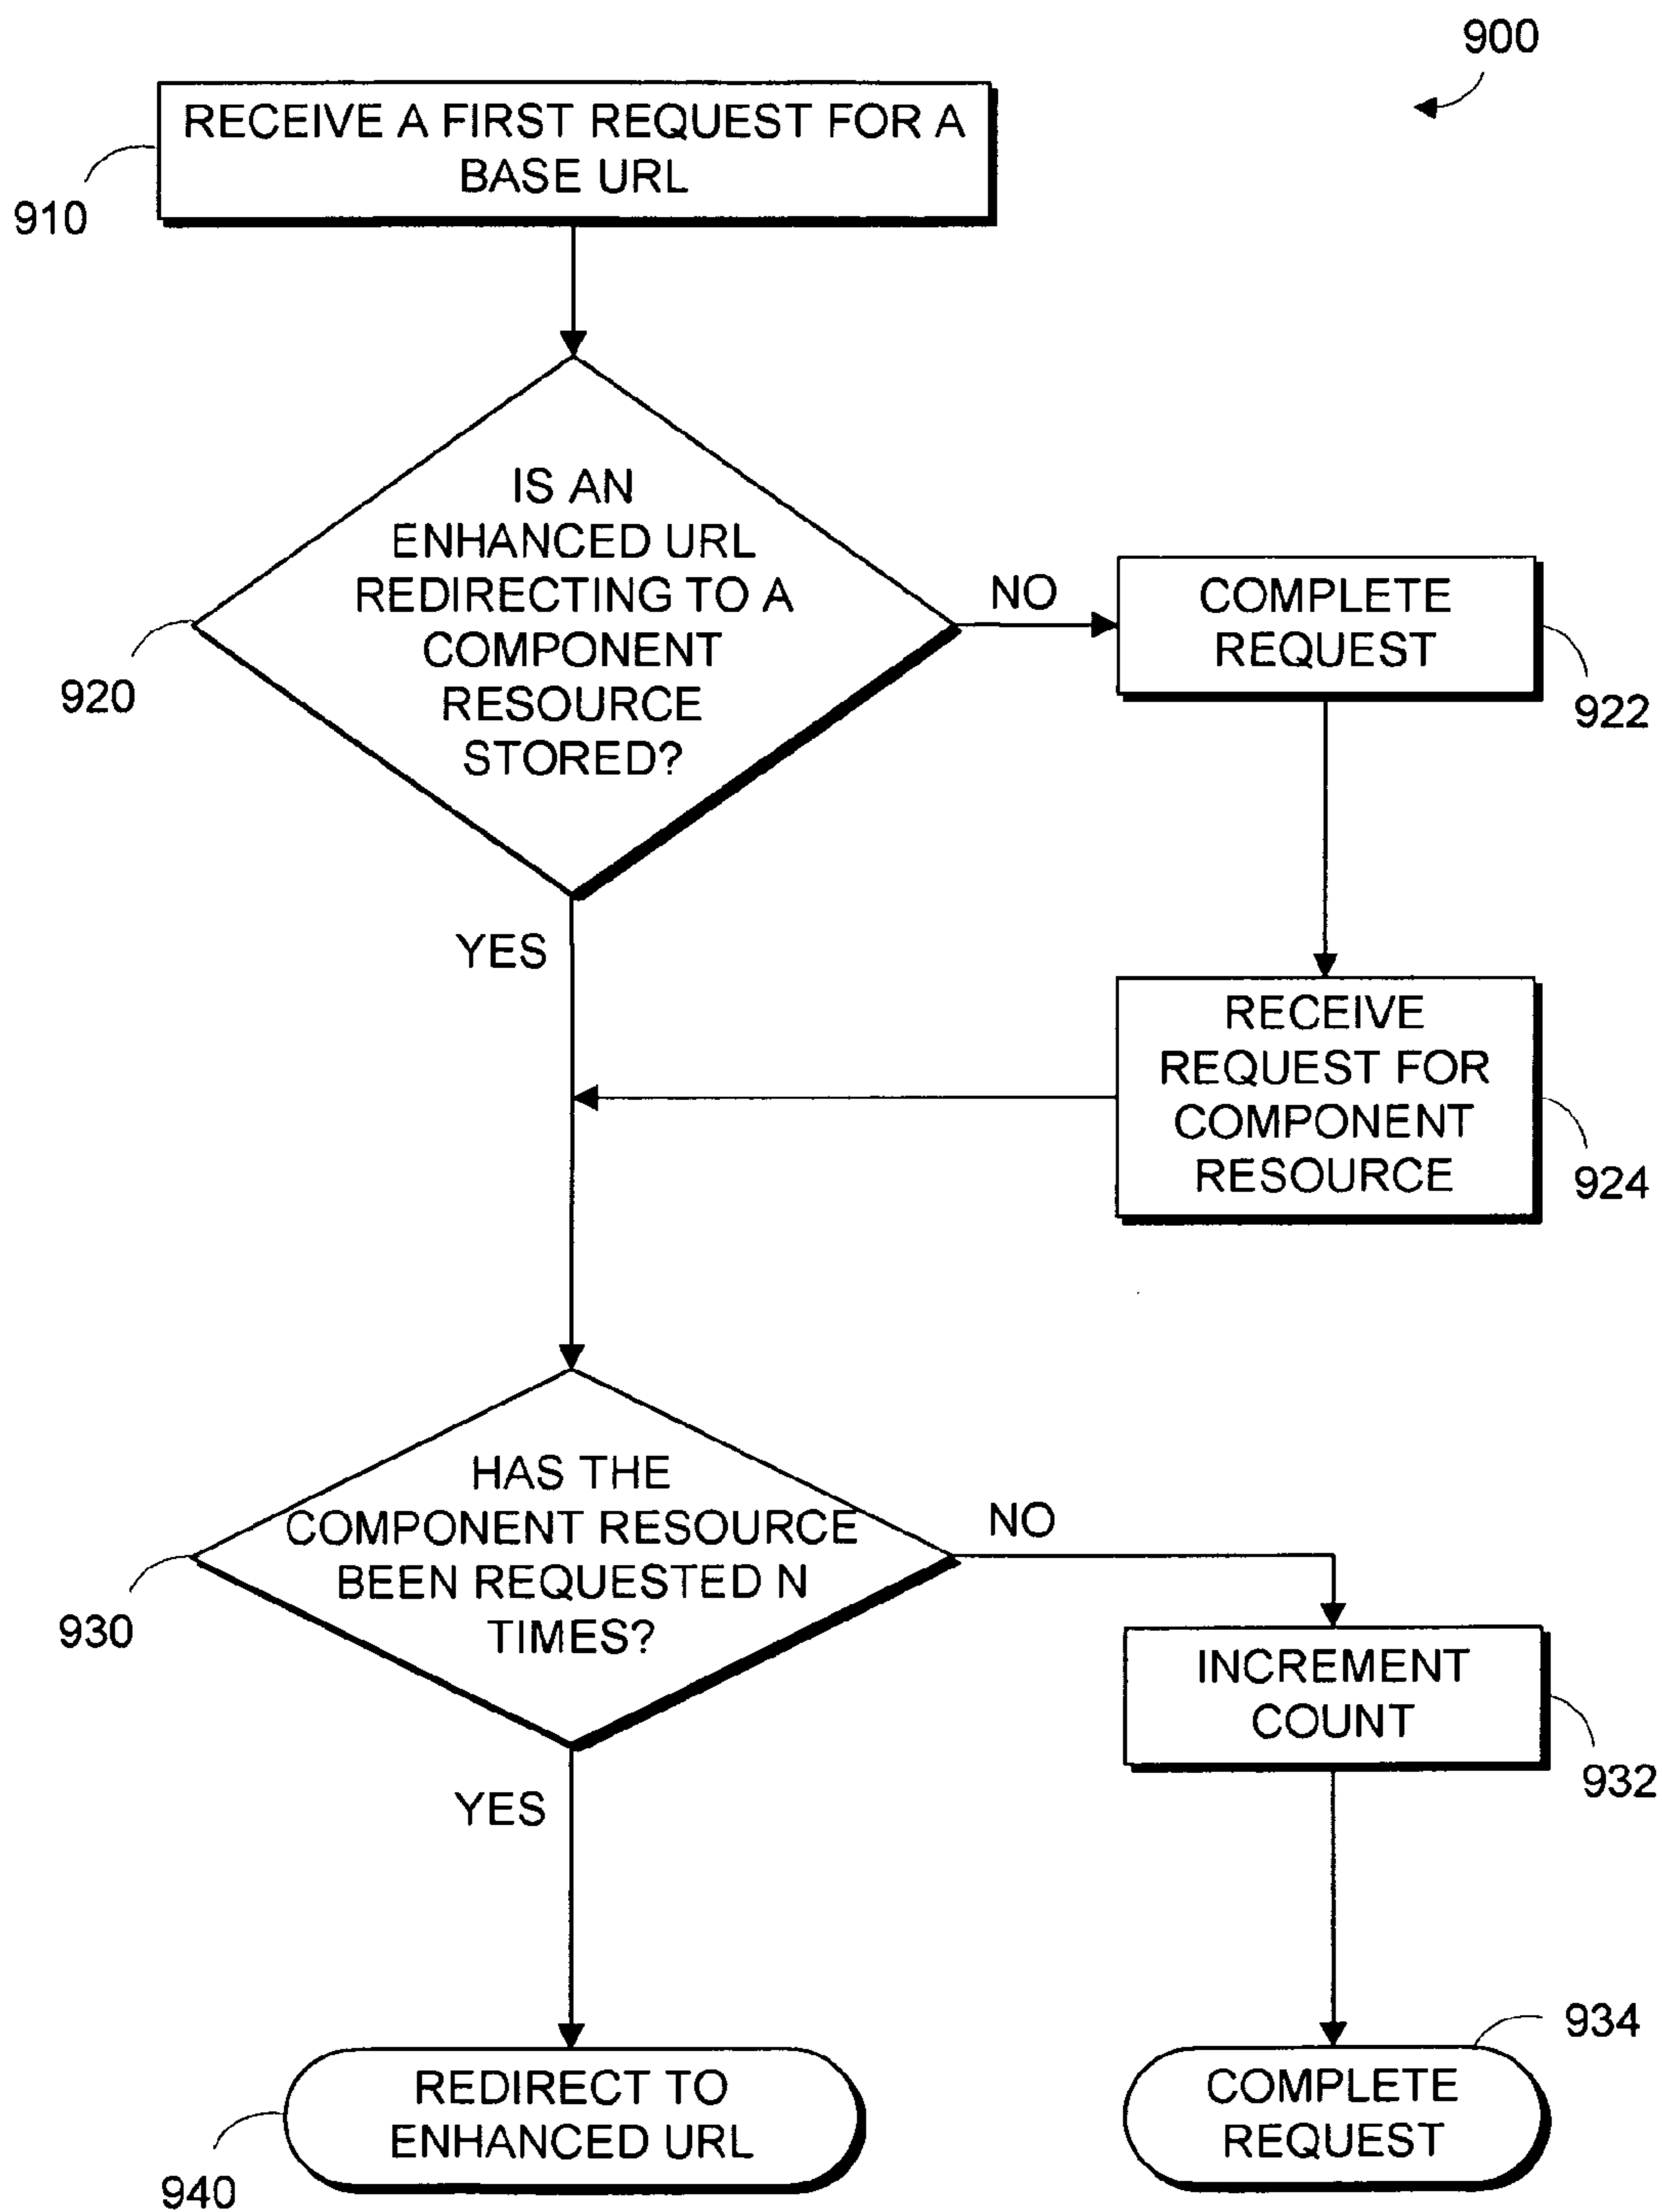 900
RECEIVE A FIRST REQUEST FOR A
BASE URL
910
IS AN
ENHANCED URL
REDIRECTING TO A
COMPONENT
RESOURCE
STORED?
920
NO
COMPLETE
REQUEST
922
YES
RECEIVE
REQUEST FOR
COMPONENT
RESOURCE
924
HAS THE
COMPONENT RESOURCE
BEEN REQUESTED N
TIMES?
930
NO
INCREMENT
COUNT
932
YES
934
REDIRECT TO
ENHANCED URL
940
COMPLETE
REQUEST